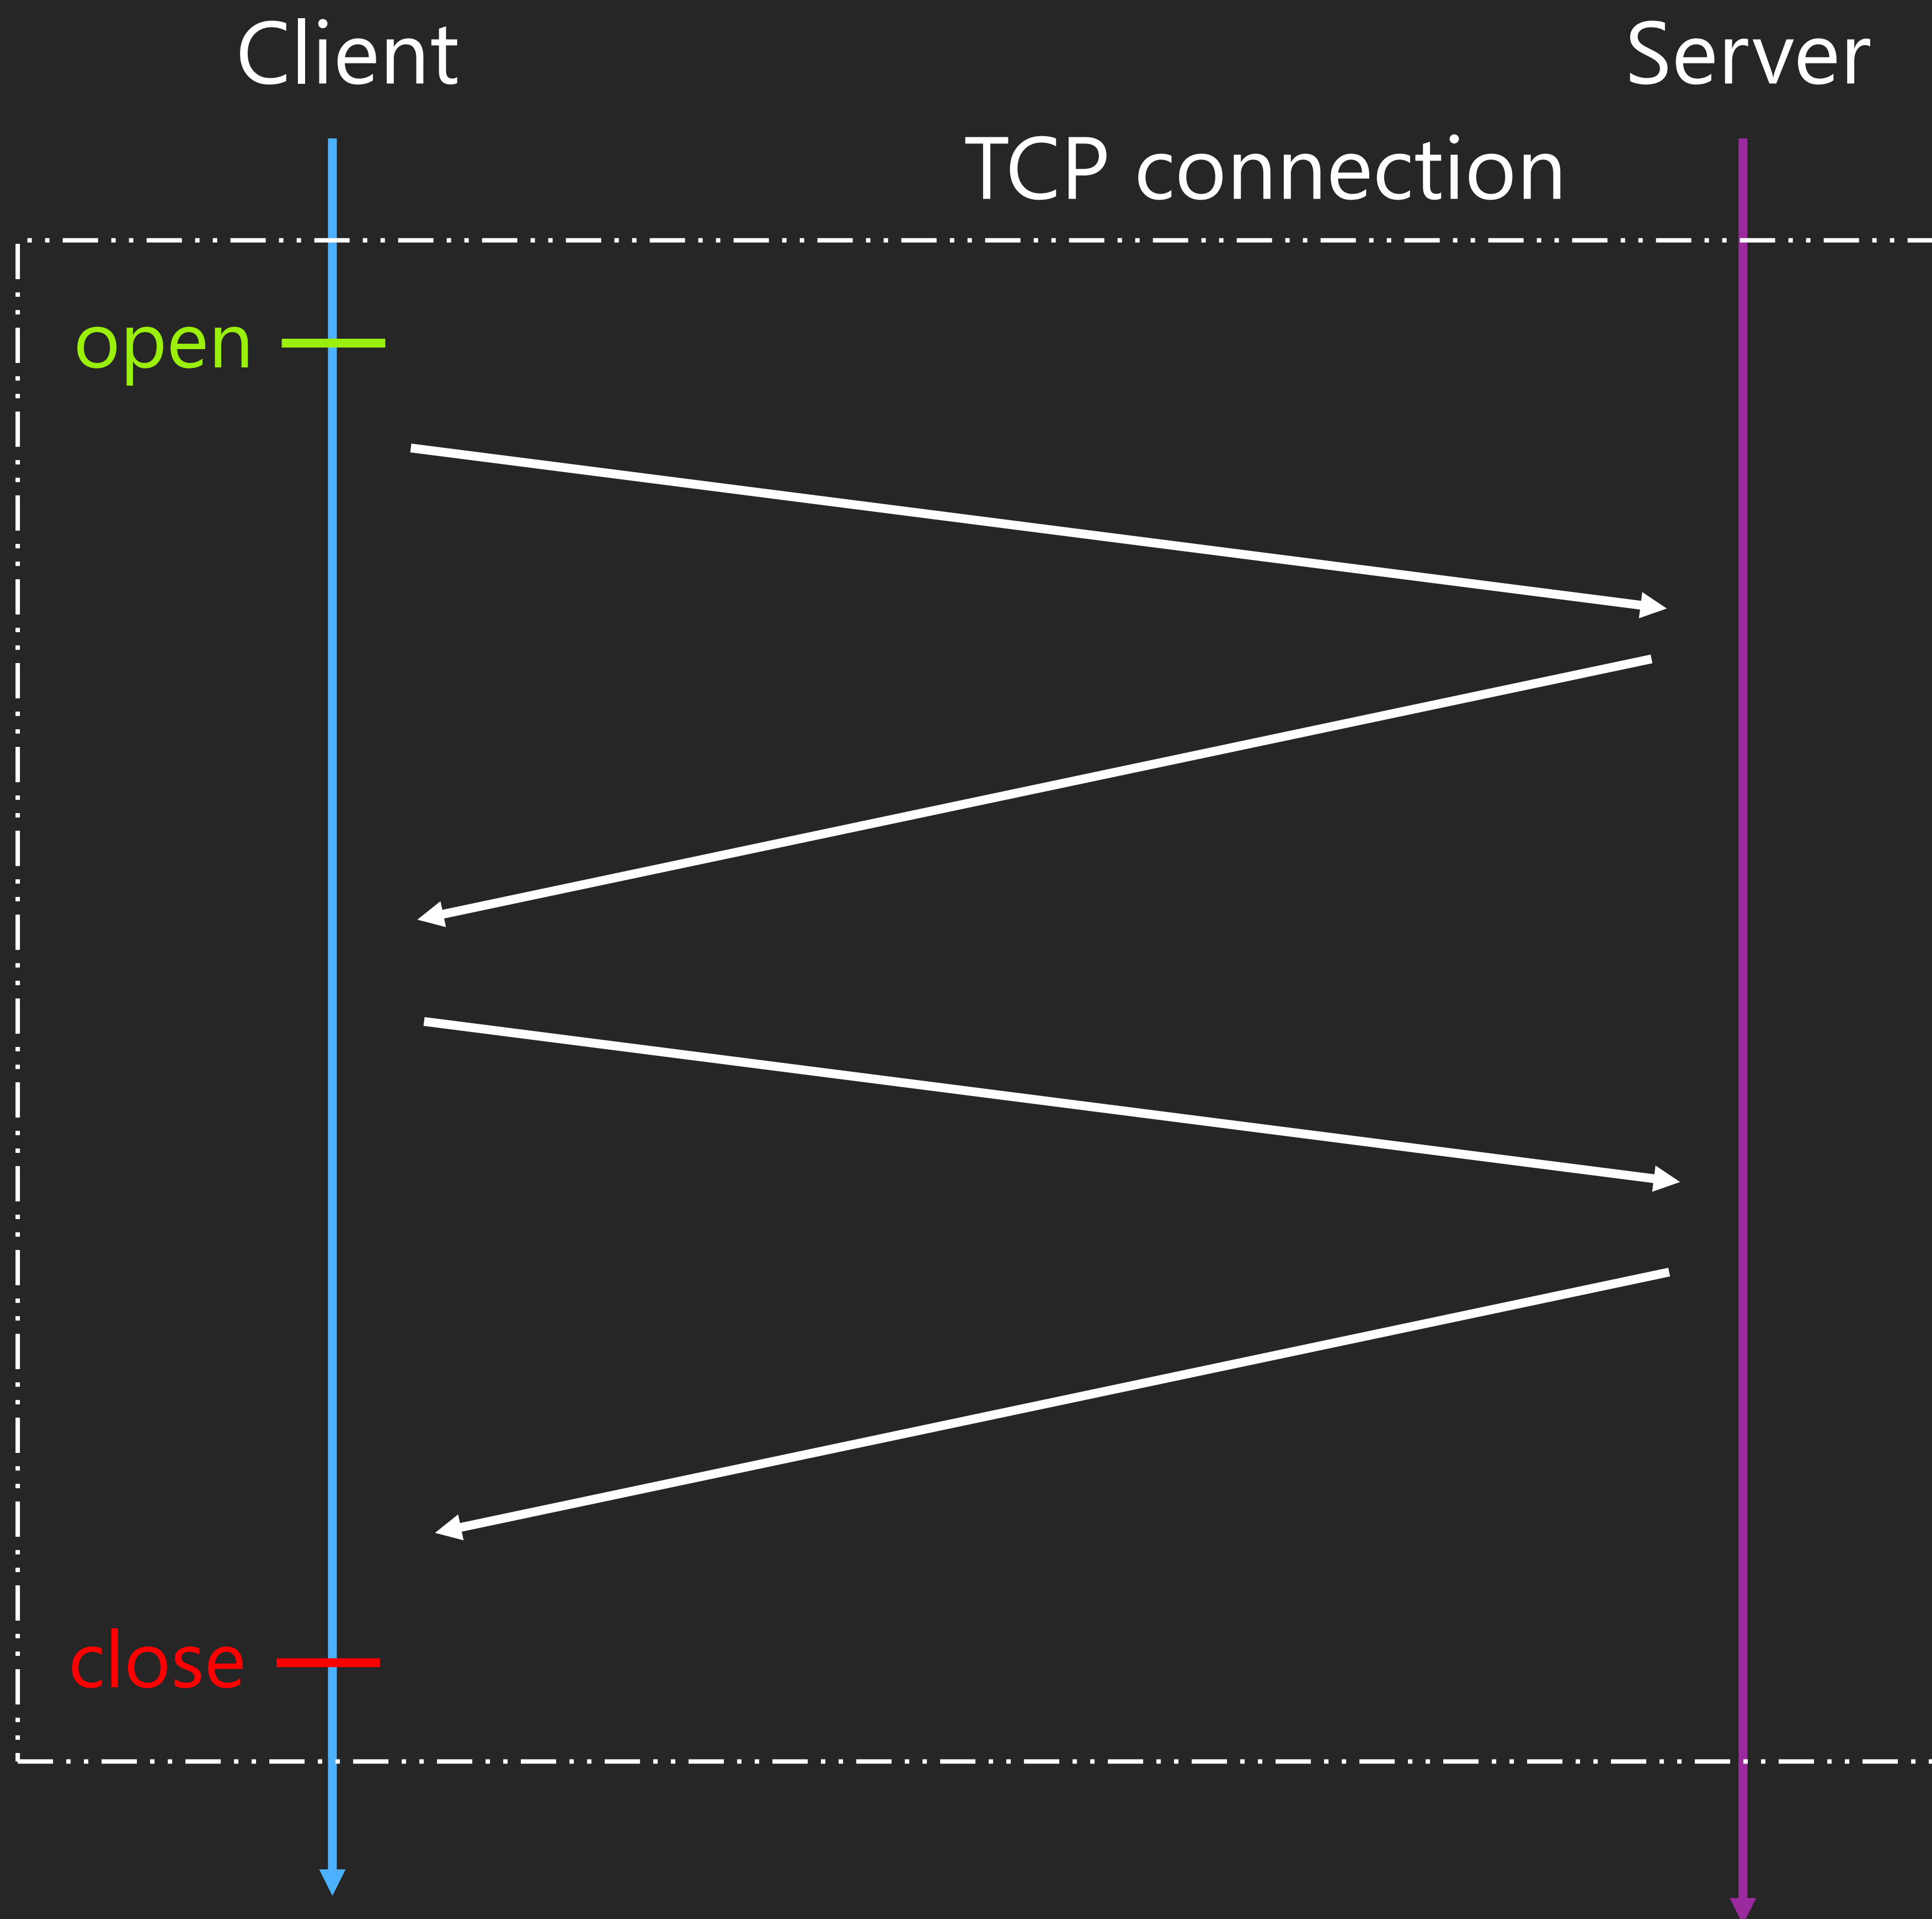 Client
Server
TCP connection
open
close